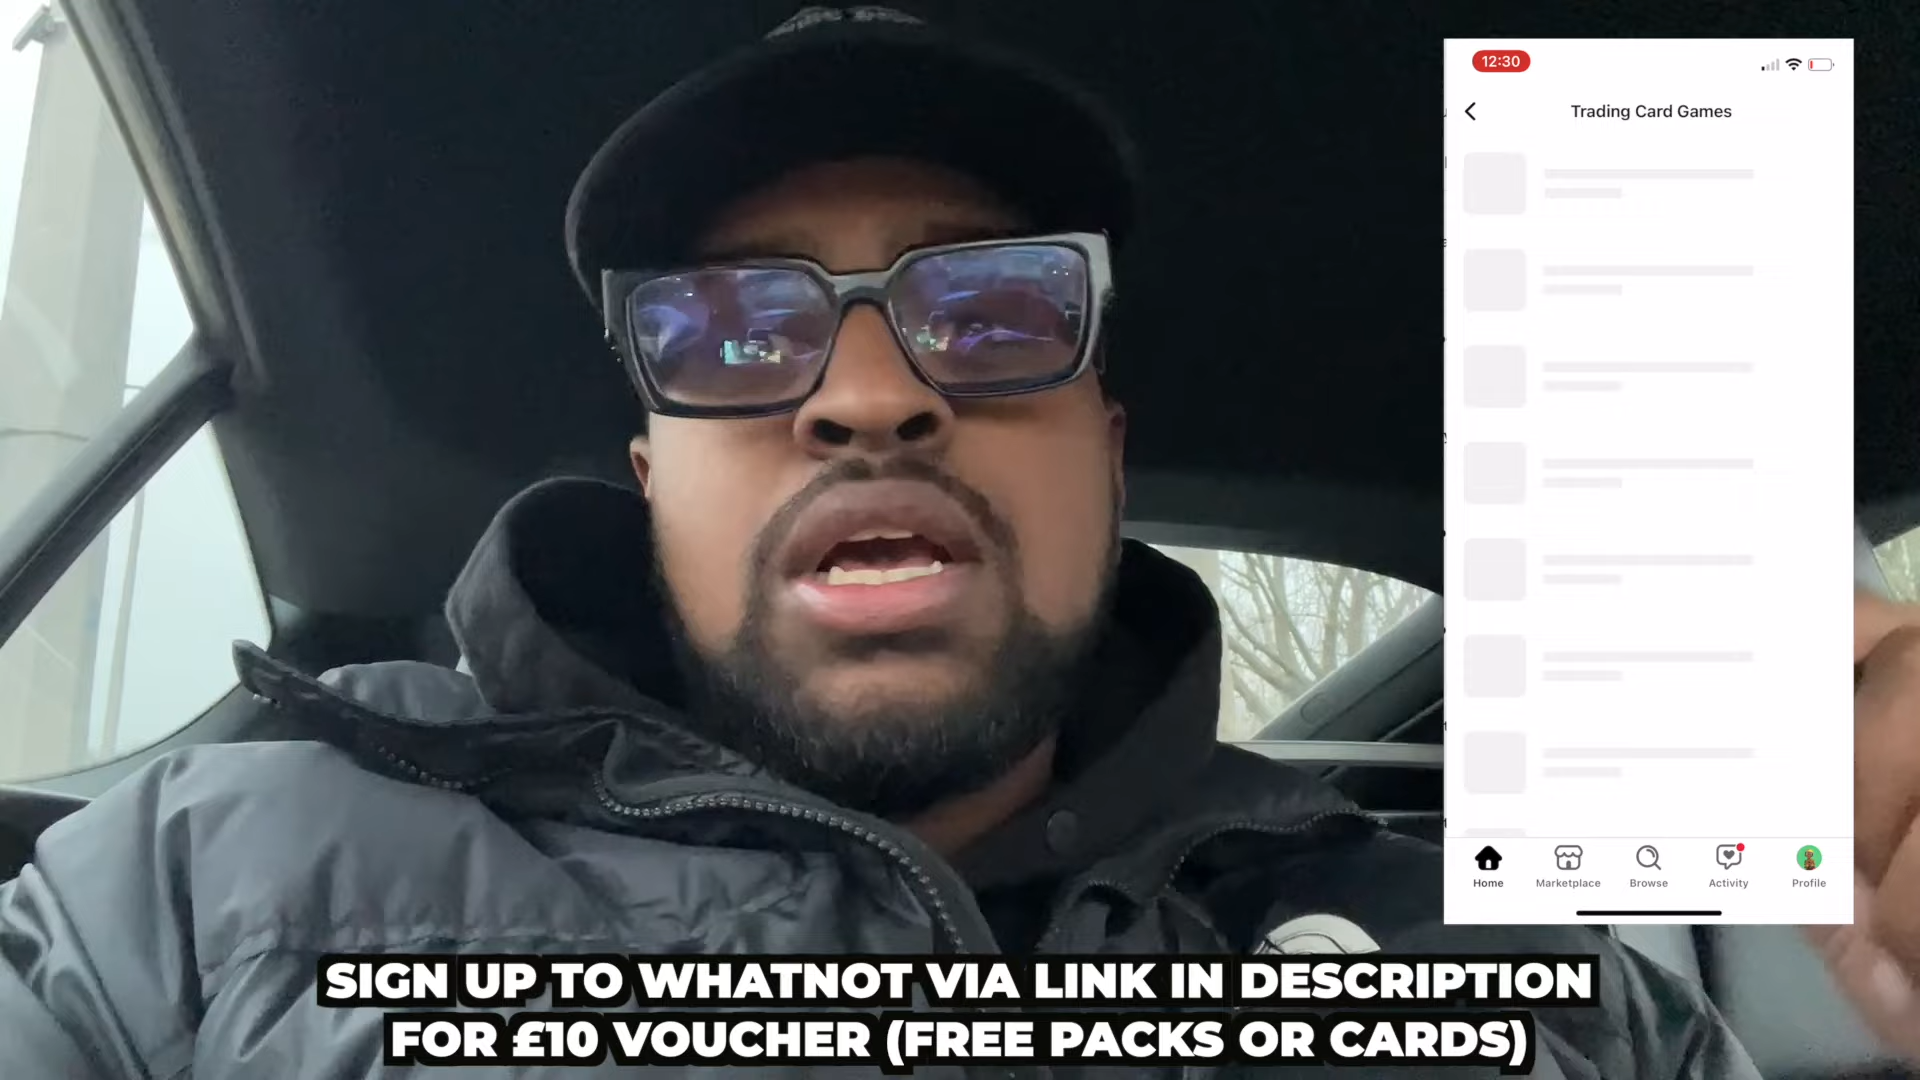 12:30
Trading Card Games
Home
Marketplace
Browse
Activity
Profile
SIGN UP TO WHATNOT VIA LINK IN DESCRIPTION
FOR £10 VOUCHER (FREE PACKS OR CARDS)